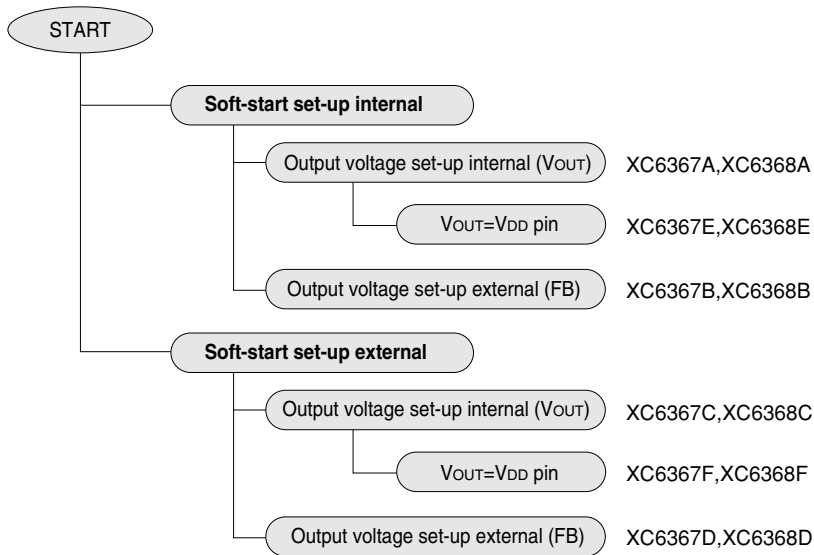 START
Soft-start set-up internal
Output voltage set-up internal (VOUT) XC6367A,XC6368A
VOUT=VDD pin XC6367E,XC6368E
Output voltage set-up external (FB) XC6367B,XC6368B
Soft-start set-up external
Output voltage set-up internal (VOUT) XC6367C,XC6368C
VOUT=VDD pin XC6367F,XC6368F
Output voltage set-up external (FB) XC6367D,XC6368D